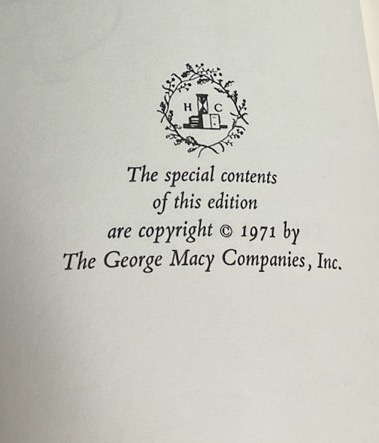 H C
The special contents
of this edition
are copyright © 1971 by
The George Macy Companies, Inc.